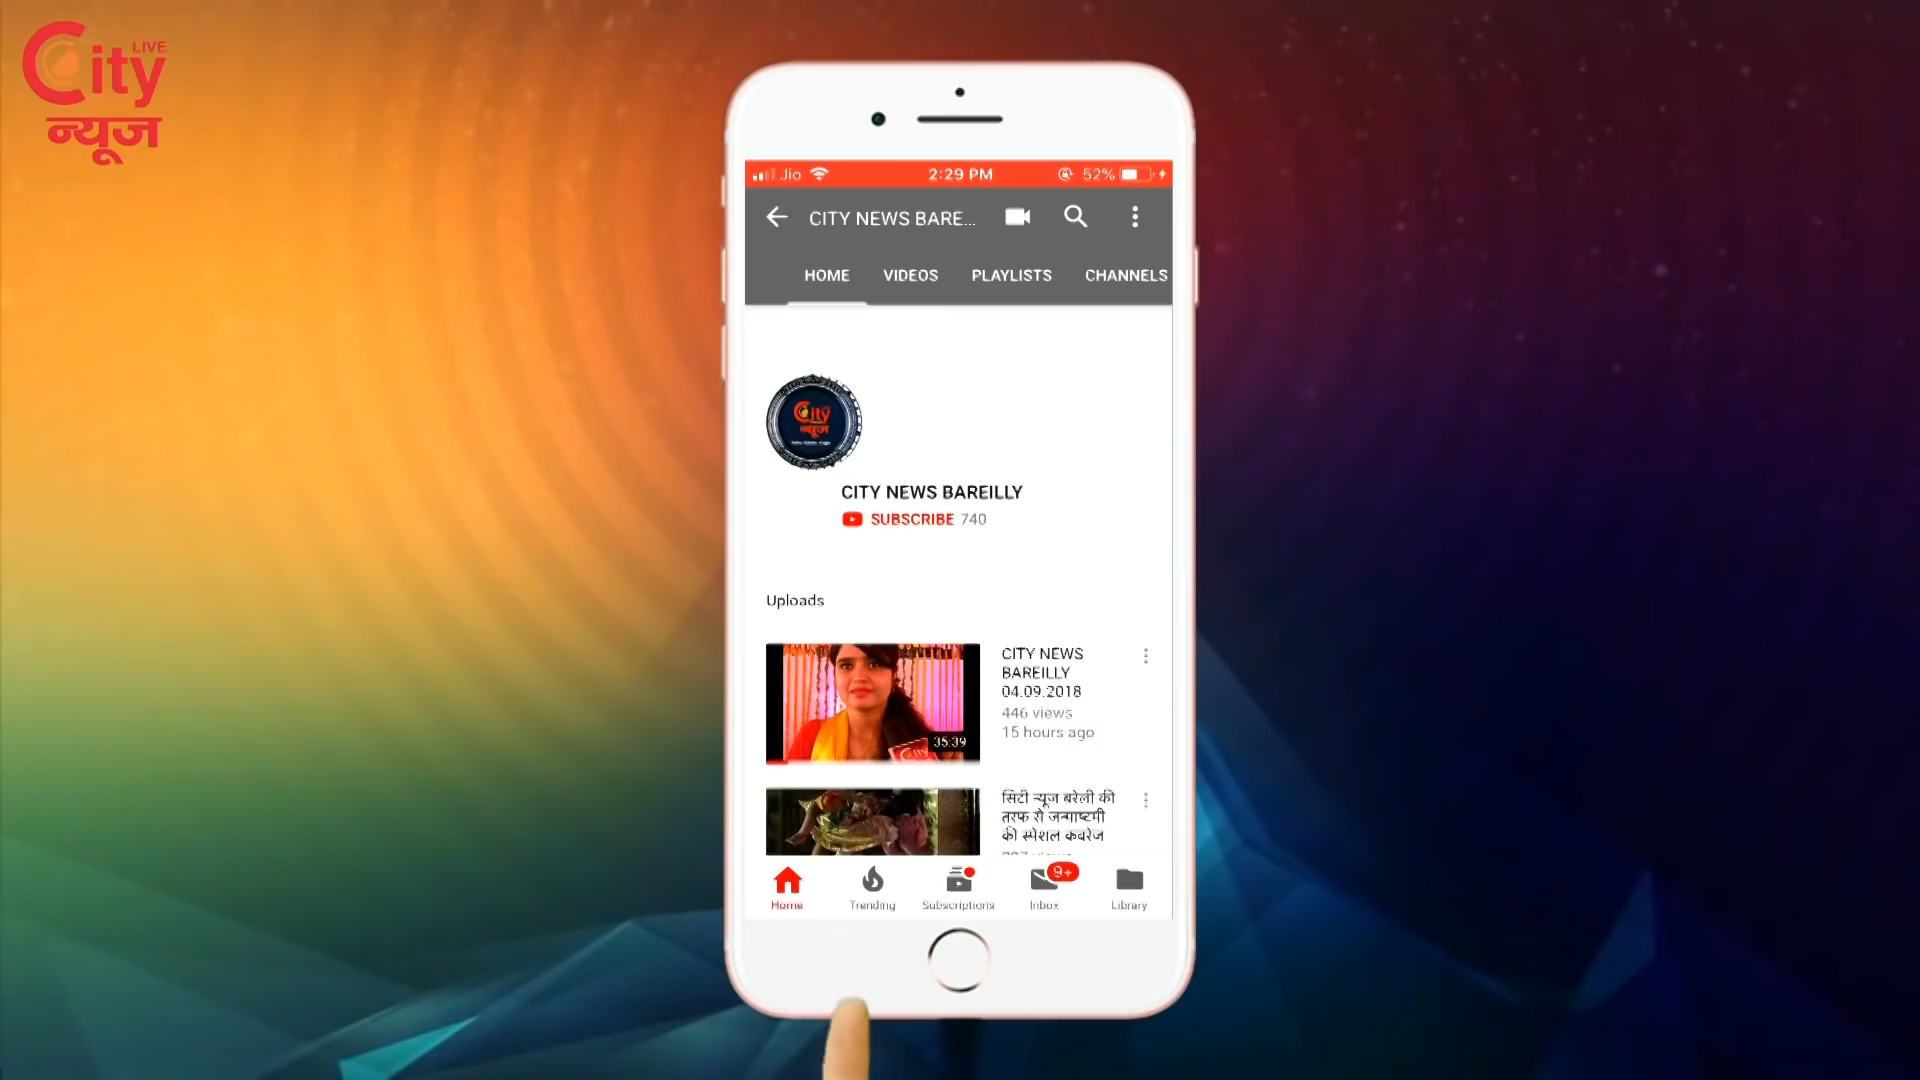 City LIVE
न्यूज
Jio
2:29 PM
52%
CITY NEWS BARE...
HOME VIDEOS PLAYLISTS CHANNELS
City
न्यूज
CITY NEWS BAREILLY
SUBSCRIBE 740
Uploads
35:39
CITY
CITY NEWS
BAREILLY
04.09.2018
446 views
15 hours ago
सिटी न्यूज बरेली की
तरफ से जन्माष्टमी
की स्पेशल कवरेज
9+
Home Trending Subscriptions Inbox Library